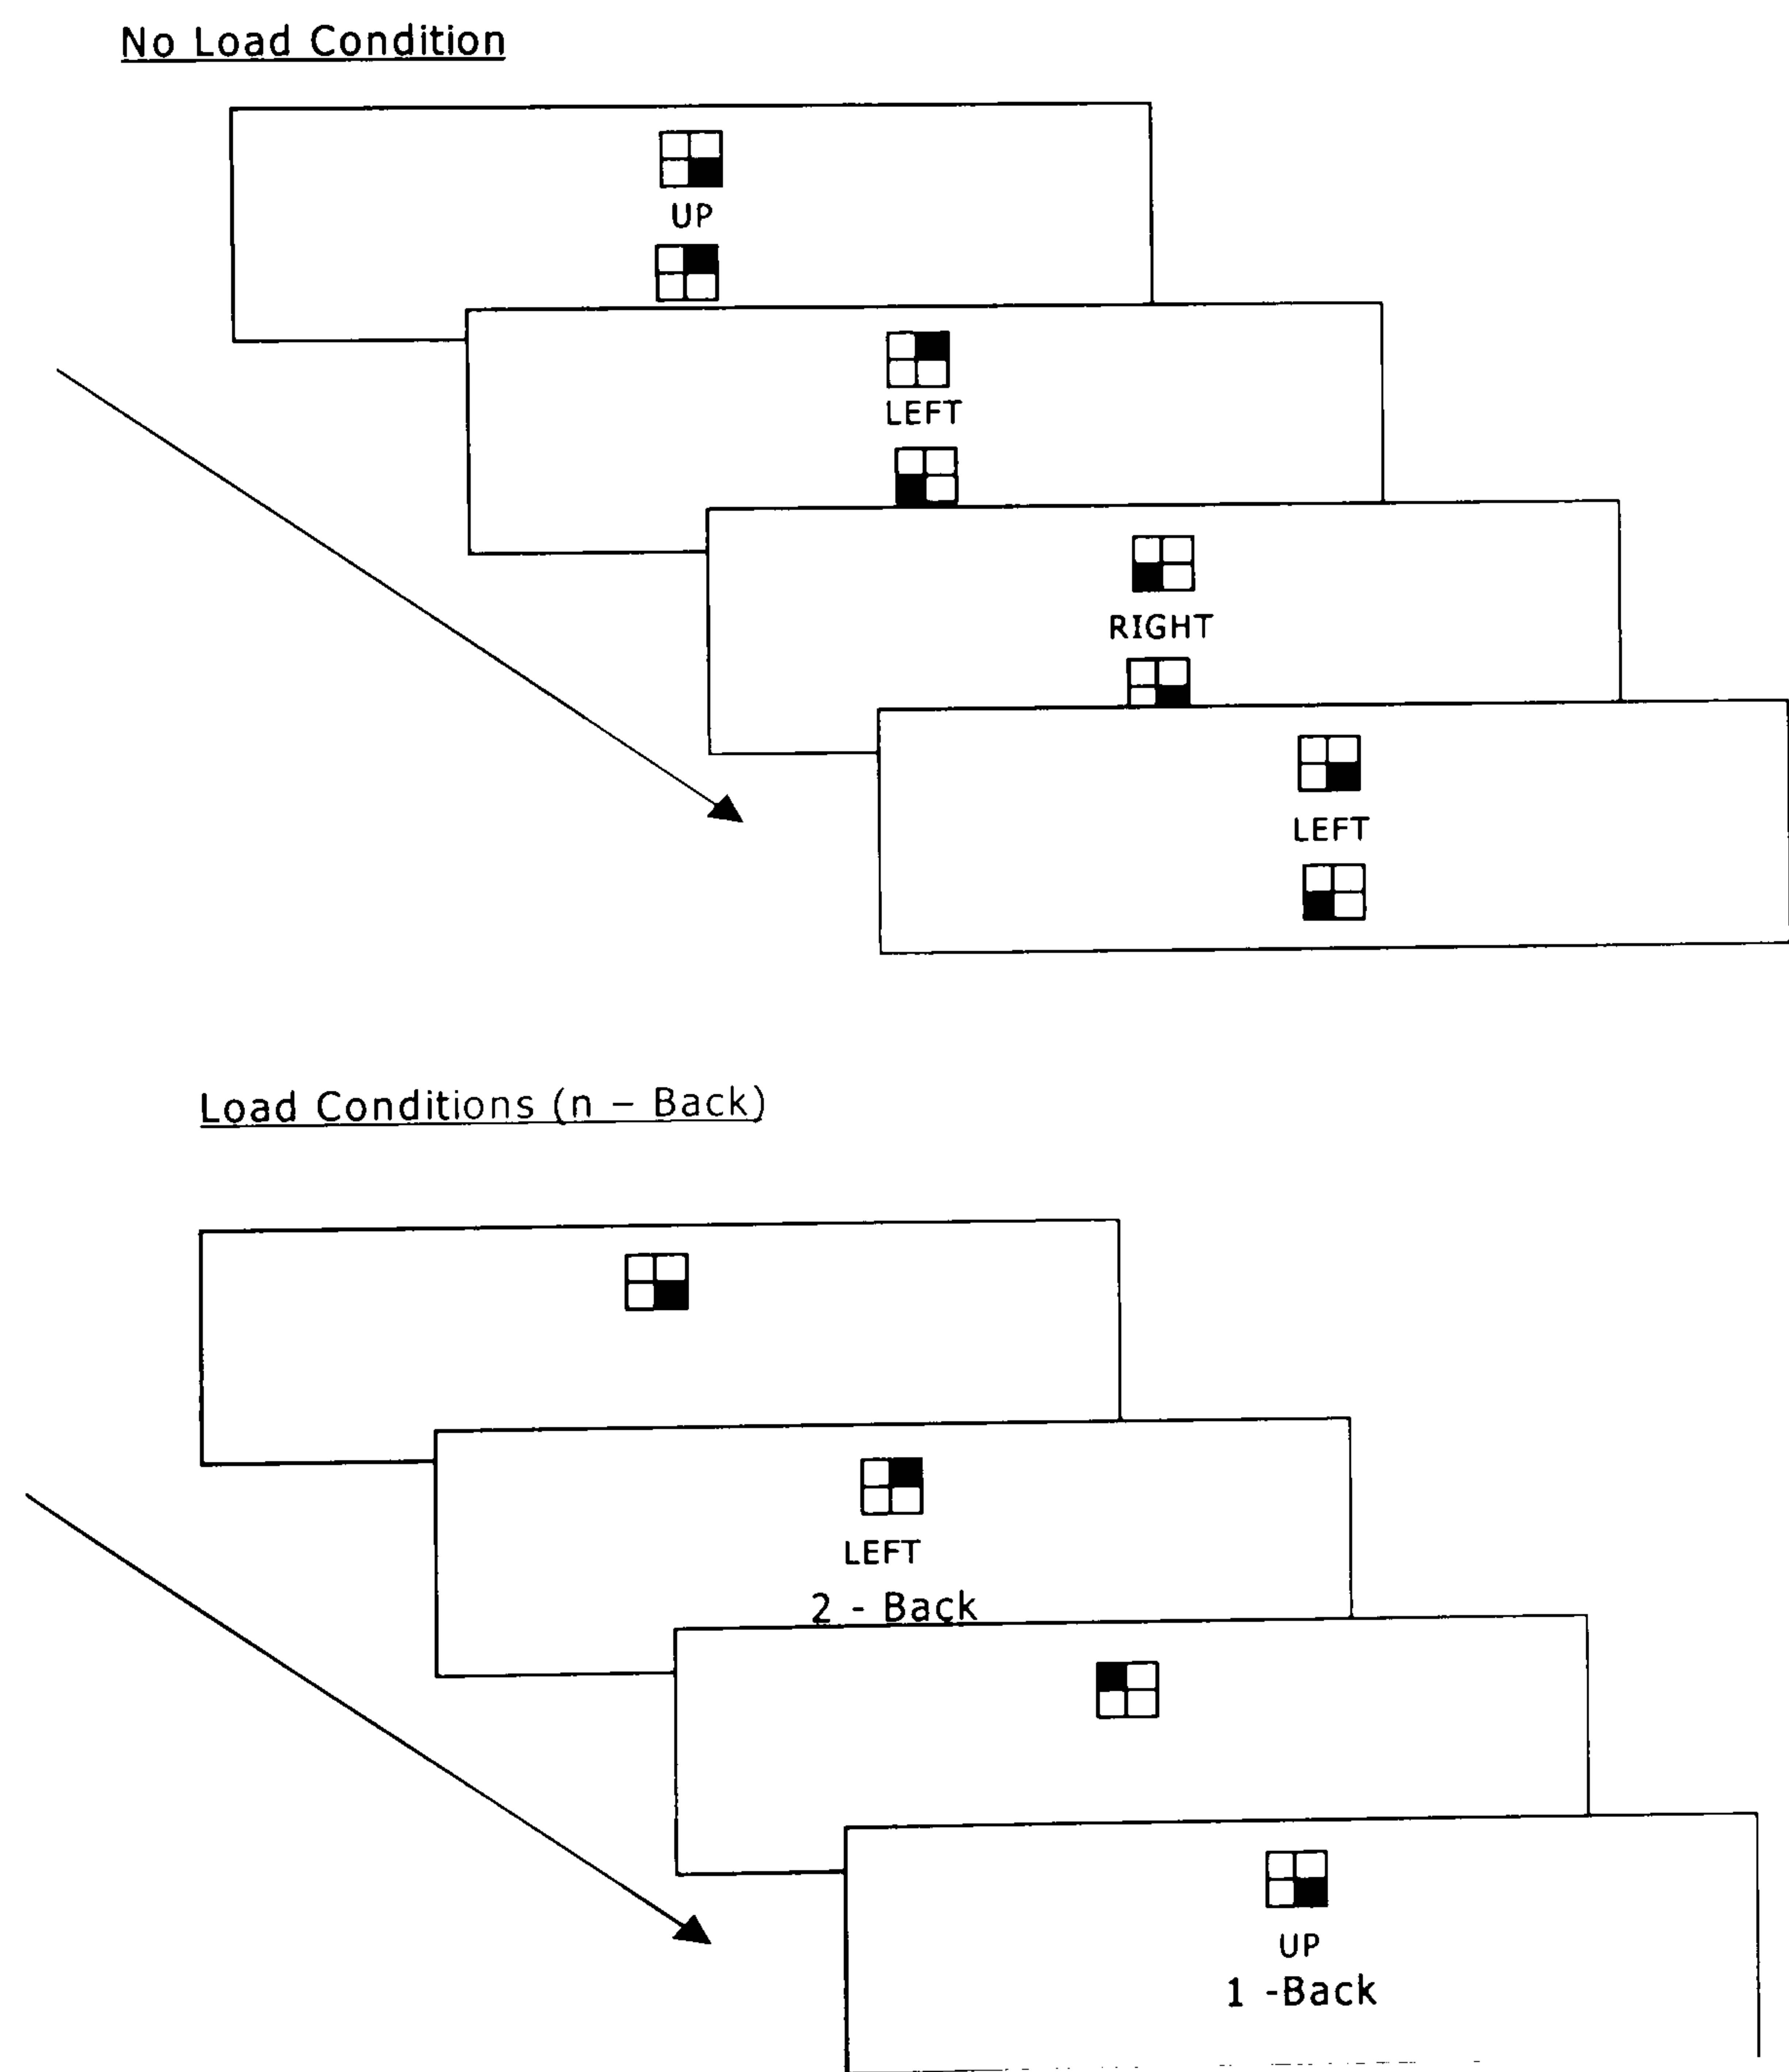 No Load Condition
UP
LEFT
RIGHT
LEFT
Load Conditions (n – Back)
LEFT
2 - Back
UP
1 -Back